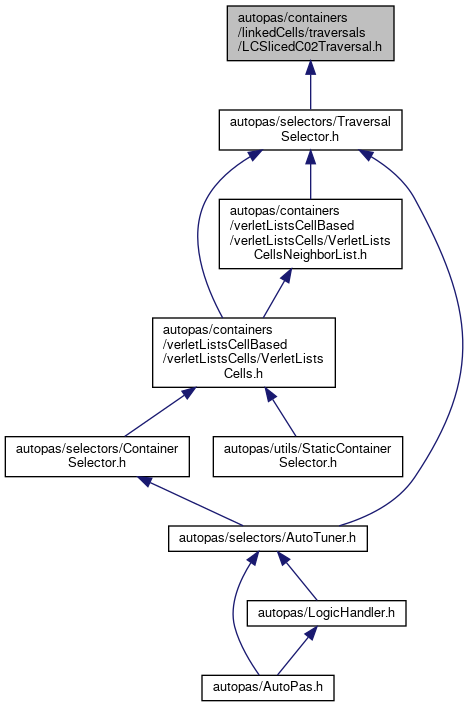 autopas/containers
/linkedCells/traversals
/LCSlicedC02Traversal.h
autopas/selectors/Traversal
Selector.h
autopas/containers
/verletListsCellBased
/verletListsCells/VerletLists
CellsNeighborList.h
autopas/containers
/verletListsCellBased
/verletListsCells/VerletLists
Cells.h
autopas/selectors/Container
Selector.h
autopas/utils/StaticContainer
Selector.h
autopas/selectors/AutoTuner.h
autopas/LogicHandler.h
autopas/AutoPas.h